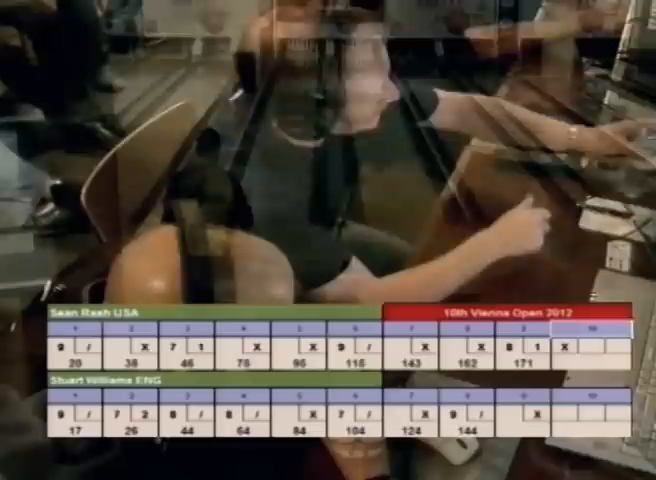 Sean Rash USA 10th Vienna Open 2012
1 2 3 4 5 6 7 8 9 10
9 / X 7 1 X X 9 / X X 8 1 X
20 38 46 75 95 115 143 162 171
Stuart Williams ENG
1 2 3 4 5 6 7 8 9 10
9 / 7 2 8 / 8 / X 7 / X 9 / X
17 26 44 64 84 104 124 144